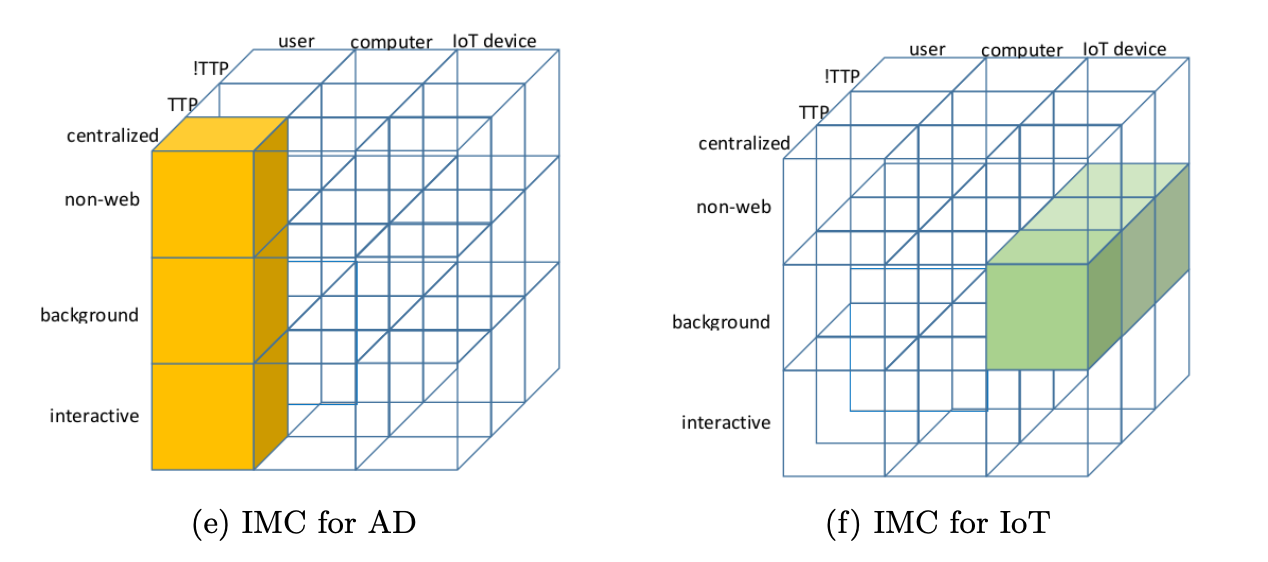 user computer IoT device
!TTP
TTP
centralized
non-web
background
interactive
(e) IMC for AD
user computer IoT device
!TTP
TTP
centralized
non-web
background
interactive
(f) IMC for IoT